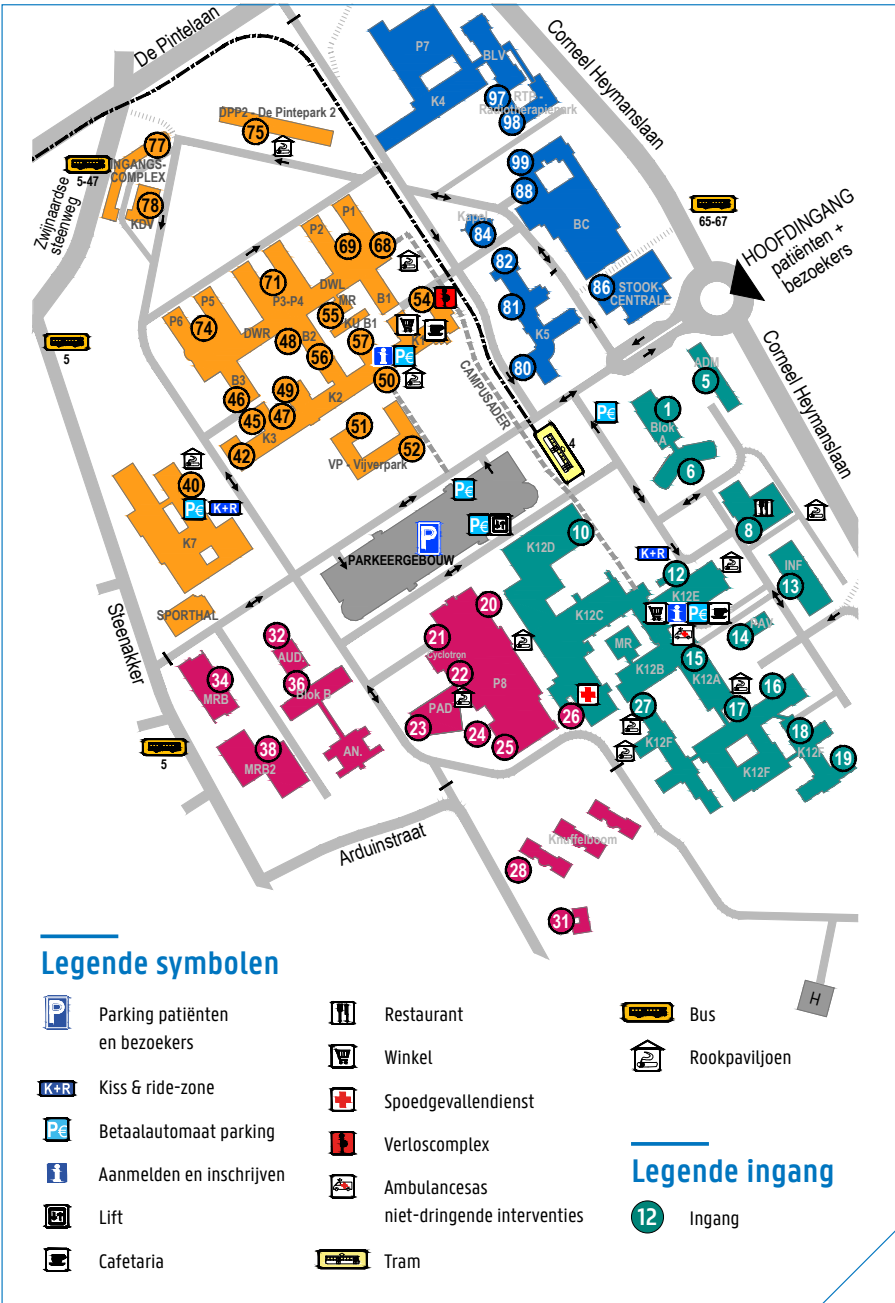 De Pintelaan
Corneel Heymanslaan
P7
BLV
K4
97
RTP -
Radiotherapiepark
98
DPP2 - De Pintepark 2
75
77
INGANGS-
COMPLEX
5-47
78
KDV
Zwijnaardse
steenweg
99
88
BC
65-67
HOOFDINGANG
patiënten +
bezoekers
Kapel
84
82
86
STOOK-
CENTRALE
81
K5
80
P1
P2
69
68
71
P3-P4
DWL
MR
B1
54
55
KU B1
P5
P6
74
DWR
48
B2
56
57
50
B3
46
49
K2
45
47
K3
42
51
52
VP - Vijverpark
5
CAMPUSADER
4
ADM
5
1
Blok
A
6
Corneel Heymanslaan
8
40
K+R
K7
SPORTHAL
P
PARKEERGEBOUW
P€
10
K12D
K+R
12
K12E
INF
13
K12C
PAV
14
MR
15
K12B
K12A
16
17
27
K12F
18
K12F
K12F
19
20
21
Cyclotron
22
P8
PAD
23
24
25
26
32
AUD.
34
MRB
36
Blok B
38
MRB2
AN.
5
Steenakker
Arduinstraat
Knuffelboom
28
31
H
Legende symbolen
P Parking patiënten
en bezoekers
K+R Kiss & ride-zone
P€ Betaalautomaat parking
i Aanmelden en inschrijven
Lift
Cafetaria
Restaurant
Winkel
Spoedgevallendienst
Verloscomplex
Ambulancesas
niet-dringende interventies
Tram
Bus
Rookpaviljoen
Legende ingang
12 Ingang